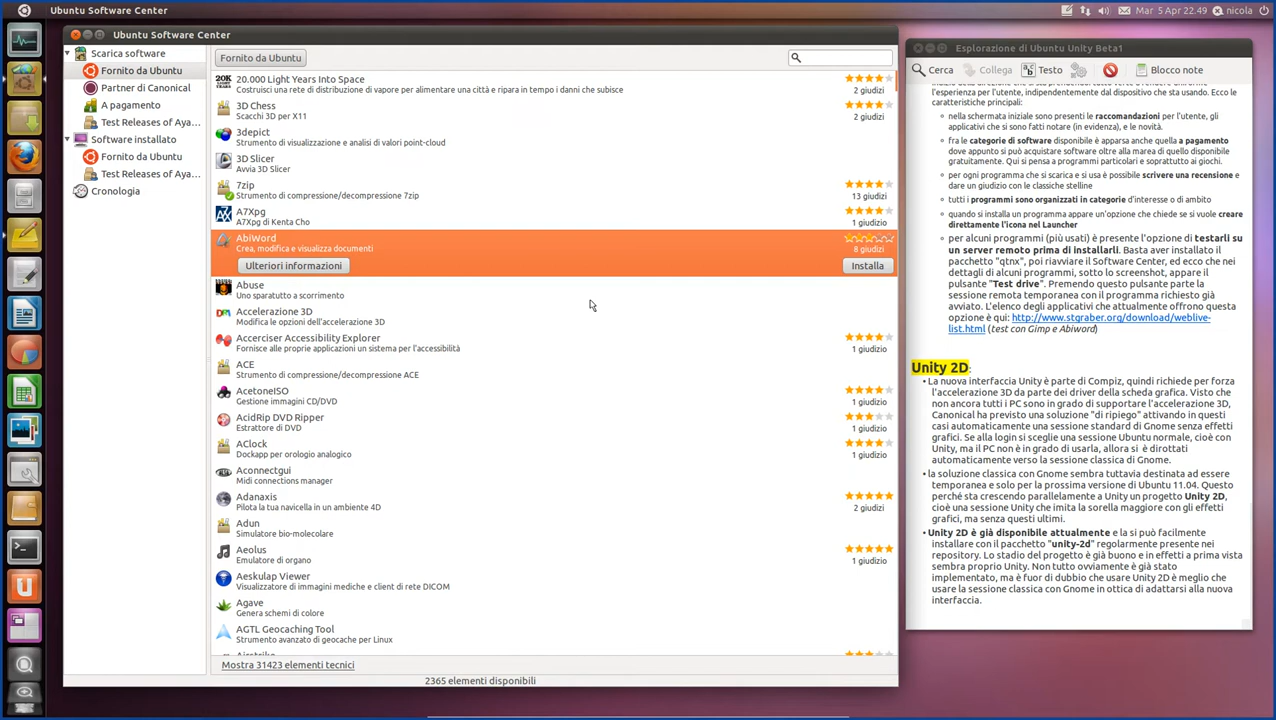 Ubuntu Software Center
Mar 5 Apr 22.49
nicola
Ubuntu Software Center
Scarica software
Fornito da Ubuntu
Partner di Canonical
A pagamento
Test Releases of Aya...
Software installato
Fornito da Ubuntu
Test Releases of Aya...
Cronologia
Fornito da Ubuntu
20K
20.000 Light Years Into Space
Costruisci una rete di distribuzione di vapore per alimentare una città e ripara in tempo i danni che subisce
2 giudizi
3D Chess
Scacchi 3D per X11
2 giudizi
3depict
Strumento di visualizzazione e analisi di valori point-cloud
3D Slicer
Avvia 3D Slicer
7zip
Strumento di compressione/decompressione 7zip
13 giudizi
A7Xpg
A7Xpg di Kenta Cho
1 giudizi
AbiWord
Crea, modifica e visualizza documenti
8 giudizi
Ulteriori informazioni
Installa
Abuse
Uno sparatutto a scorrimento
Accelerazione 3D
Modifica le opzioni dell'accelerazione 3D
Accerciser Accessibility Explorer
Fornisce alle proprie applicazioni un sistema per l'accessibilità
1 giudizio
ACE
Strumento di compressione/decompressione ACE
AcetoneISO
Gestione immagini CD/DVD
1 giudizio
AcidRip DVD Ripper
Estrattore di DVD
1 giudizio
AClock
Dockapp per orologio analogico
1 giudizio
Aconnectgui
Midi connections manager
Adanaxis
Pilota la tua navicella in un ambiente 4D
2 giudizi
Adun
Simulatore bio-molecolare
Aeolus
Emulatore di organo
1 giudizio
Aeskulap Viewer
Visualizzatore di immagini mediche e client di rete DICOM
Agave
Genera schemi di colore
AGTL Geocaching Tool
Strumento avanzato di geocache per Linux
Mostra 31423 elementi tecnici
2365 elementi disponibili
Esplorazione di Ubuntu Unity Beta1
Cerca
Collega
Testo
Blocco note
l'esperienza per l'utente, indipendentemente dal dispositivo che sta usando. Ecco le
caratteristiche principali:
nella schermata iniziale sono presenti le raccomandazioni per l'utente, gli
applicativi che si sono fatti notare (in evidenza), e le novità.
fra le categorie di software disponibile è apparsa anche quella a pagamento
dove appunto si può acquistare software oltre alla marea di quello disponibile
gratuitamente. Qui si pensa a programmi particolari e soprattutto ai giochi.
per ogni programma che si scarica e si usa è possibile scrivere una recensione e
dare un giudizio con le classiche stelline
tutti i programmi sono organizzati in categorie d'interesse o di ambito
quando si installa un programma appare un'opzione che chiede se si vuole creare
direttamente l'icona nel Launcher
per alcuni programmi (più usati) è presente l'opzione di testarli su
un server remoto prima di installarli. Basta aver installato il
pacchetto "qtnx", poi riavviare il Software Center, ed ecco che nei
dettagli di alcuni programmi, sotto lo screenshot, appare il
pulsante "Test drive". Premendo questo pulsante parte la
sessione remota temporanea con il programma richiesto già
avviato. L'elenco degli applicativi che attualmente offrono questa
opzione è qui: http://www.stgraber.org/download/weblive-
list.html (test con Gimp e Abiword)
Unity 2D:
La nuova interfaccia Unity è parte di Compiz, quindi richiede per forza
l'accelerazione 3D da parte dei driver della scheda grafica. Visto che
non ancora tutti i PC sono in grado di supportare l'accelerazione 3D,
Canonical ha previsto una soluzione "di ripiego" attivando in questi
casi automaticamente una sessione standard di Gnome senza effetti
grafici. Se alla login si sceglie una sessione Ubuntu normale, cioè con
Unity, ma il PC non è in grado di usarla, allora si è dirottati
automaticamente verso la sessione classica di Gnome.
la soluzione classica con Gnome sembra tuttavia destinata ad essere
temporanea e solo per la prossima versione di Ubuntu 11.04. Questo
perché sta crescendo parallelamente a Unity un progetto Unity 2D,
cioè una sessione Unity che imita la sorella maggiore con gli effetti
grafici, ma senza questi ultimi.
Unity 2D è già disponibile attualmente e la si può facilmente
installare con il pacchetto "unity-2d" regolarmente presente nei
repository. Lo stadio del progetto è già buono e in effetti a prima vista
sembra proprio Unity. Non tutto ovviamente è già stato
implementato, ma è fuor di dubbio che usare Unity 2D è meglio che
usare la sessione classica con Gnome in ottica di adattarsi alla nuova
interfaccia.